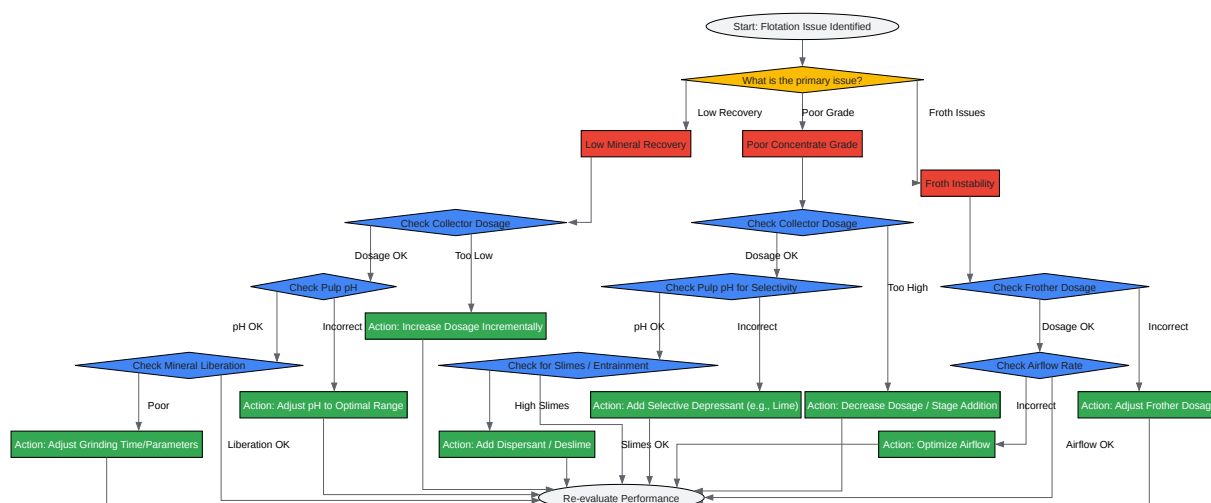 Start: Flotation Issue Identified
What is the primary issue?
Low Recovery
Poor Grade
Froth Issues
Low Mineral Recovery
Poor Concentrate Grade
Froth Instability
Check Collector Dosage
Check Collector Dosage
Dosage OK
Too Low
Dosage OK
Check Pulp pH
Check Pulp pH for Selectivity
Too High
Check Frother Dosage
pH OK
Incorrect
Action: Increase Dosage Incrementally
pH OK
Incorrect
Dosage OK
Incorrect
Check Mineral Liberation
Check for Slimes / Entrainment
Check Airflow Rate
Poor
Action: Adjust pH to Optimal Range
High Slimes
Action: Add Selective Depressant (e.g., Lime)
Action: Decrease Dosage / Stage Addition
Incorrect
Action: Adjust Frother Dosag
Action: Adjust Grinding Time/Parameters
Liberation OK
Action: Add Dispersant / Deslime
Slimes OK
Action: Optimize Airflow
Airflow OK
Re-evaluate Performance